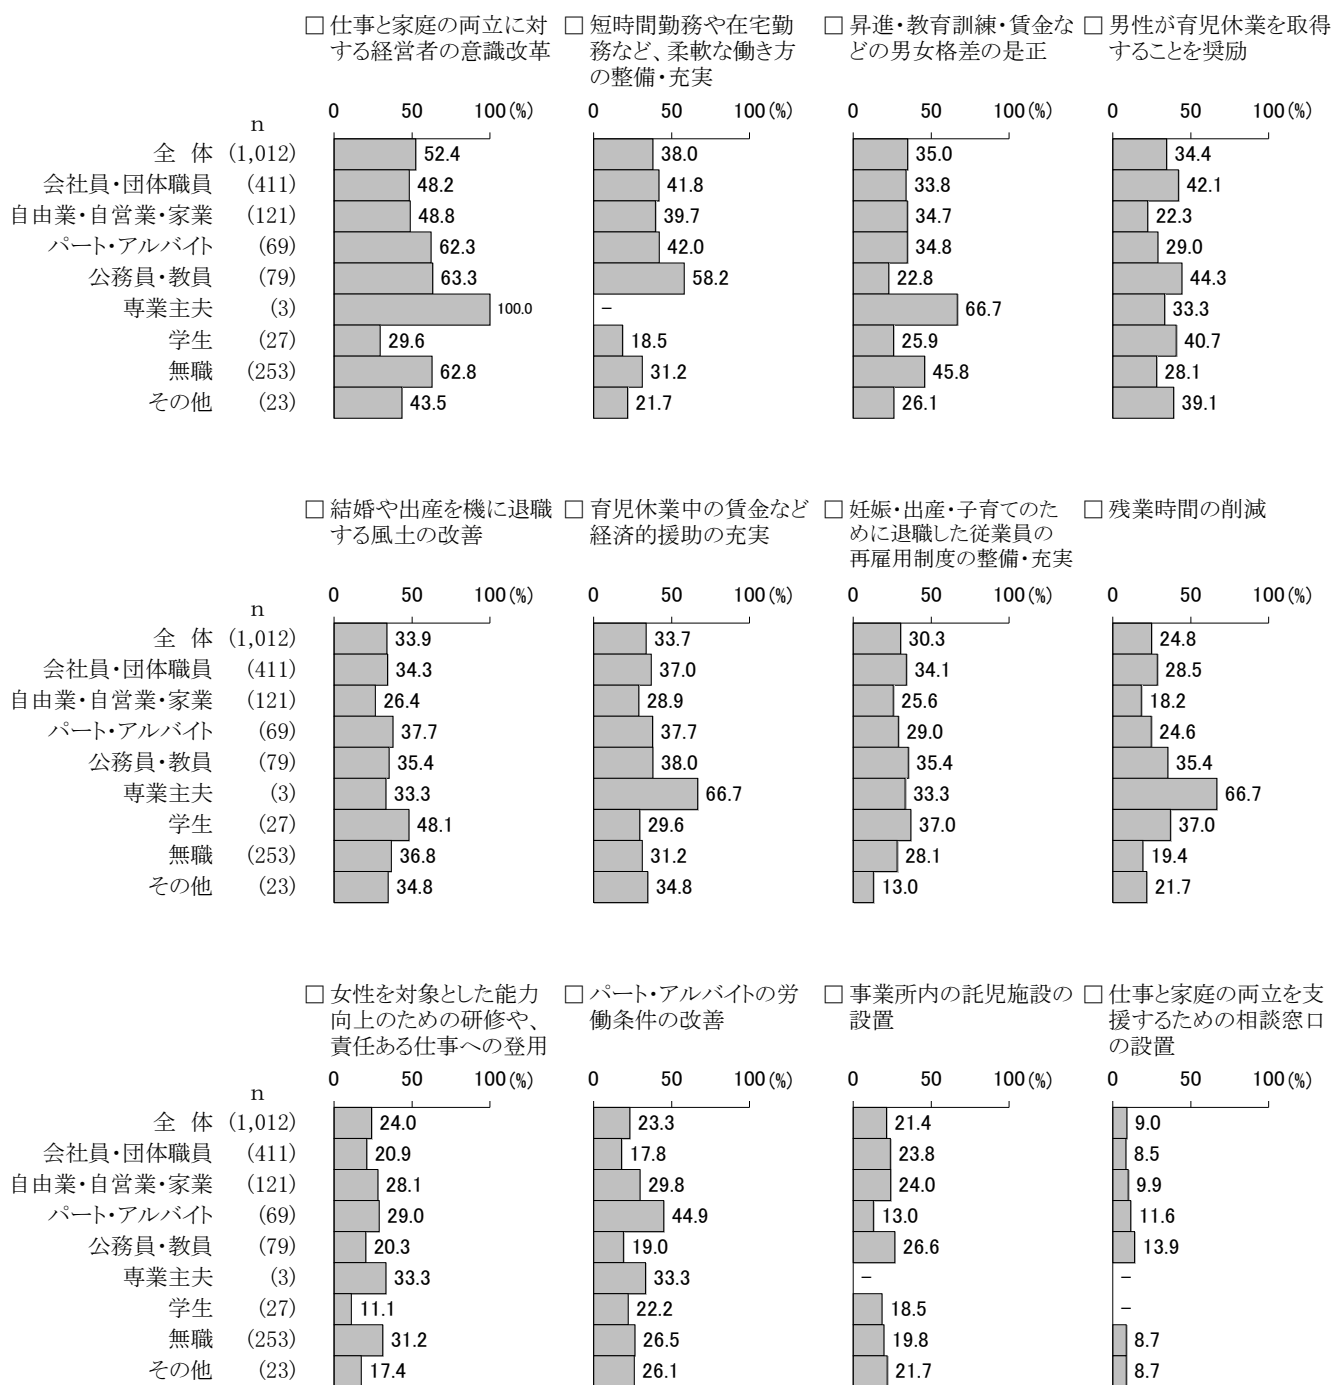 □ 仕事と家庭の両立に対 □ 短時間勤務や在宅勤 □ 昇進・教育訓練・賃金な □ 男性が育児休業を取得
する経営者の意識改革 務など、柔軟な働き方 どの男女格差の是正 することを奨励
の整備・充実
0 50 100(%) 0 50 100(%) 0 50 100(%) 0 50 100(%)
n
全 体 (1,012) 52.4 38.0 35.0 34.4
会社員・団体職員 (411) 48.2 41.8 33.8 42.1
自由業・自営業・家業 (121) 48.8 39.7 34.7 22.3
パート・アルバイト (69) 62.3 42.0 34.8 29.0
公務員・教員 (79) 63.3 58.2 22.8 44.3
専業主夫 (3) 100.0 － 66.7 33.3
学生 (27) 29.6 18.5 25.9 40.7
無職 (253) 62.8 31.2 45.8 28.1
その他 (23) 43.5 21.7 26.1 39.1
□ 結婚や出産を機に退職 □ 育児休業中の賃金など □ 妊娠・出産・子育てのた □ 残業時間の削減
する風土の改善 経済的援助の充実 めに退職した従業員の
再雇用制度の整備・充実
0 50 100(%) 0 50 100(%) 0 50 100(%) 0 50 100(%)
n
全 体 (1,012) 33.9 33.7 30.3 24.8
会社員・団体職員 (411) 34.3 37.0 34.1 28.5
自由業・自営業・家業 (121) 26.4 28.9 25.6 18.2
パート・アルバイト (69) 37.7 37.7 29.0 24.6
公務員・教員 (79) 35.4 38.0 35.4 35.4
専業主夫 (3) 33.3 66.7 33.3 66.7
学生 (27) 48.1 29.6 37.0 37.0
無職 (253) 36.8 31.2 28.1 19.4
その他 (23) 34.8 34.8 13.0 21.7
□ 女性を対象とした能力 □ パート・アルバイトの労 □ 事業所内の託児施設の □ 仕事と家庭の両立を支
向上のための研修や、 働条件の改善 設置 援するための相談窓口
責任ある仕事への登用 の設置
0 50 100(%) 0 50 100(%) 0 50 100(%) 0 50 100(%)
n
全 体 (1,012) 24.0 23.3 21.4 9.0
会社員・団体職員 (411) 20.9 17.8 23.8 8.5
自由業・自営業・家業 (121) 28.1 29.8 24.0 9.9
パート・アルバイト (69) 29.0 44.9 13.0 11.6
公務員・教員 (79) 20.3 19.0 26.6 13.9
専業主夫 (3) 33.3 33.3 － －
学生 (27) 11.1 22.2 18.5 －
無職 (253) 31.2 26.5 19.8 8.7
その他 (23) 17.4 26.1 21.7 8.7